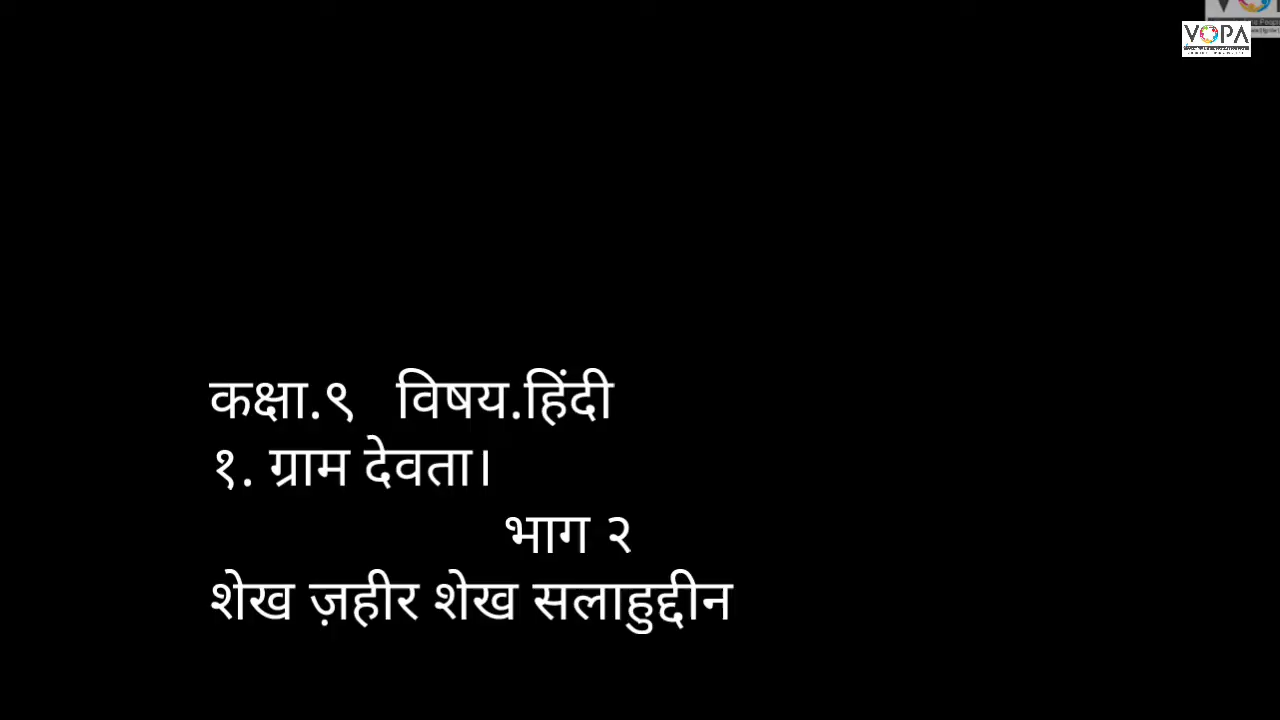 VOPA
कक्षा.९ विषय.हिंदी
१. ग्राम देवता।
भाग २
शेख ज़हीर शेख सलाहुद्दीन